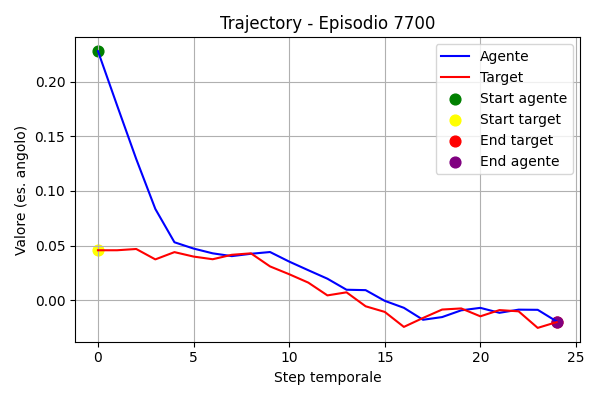 Trajectory - Episodio 7700
Agente
Target
Start agente
Start target
End target
End agente
Valore (es. angolo)
0.20
0.15
0.10
0.05
0.00
0 5 10 15 20 25
Step temporale